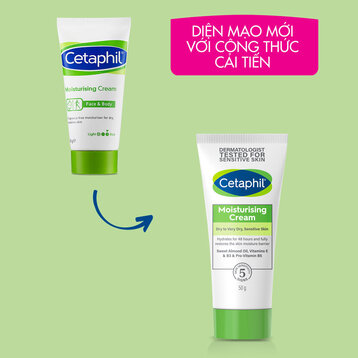 DIỆN MẠO MỚI
VỚI CÔNG THỨC
CẢI TIẾN
Cetaphil
Moisturising Cream
Face & Body
Light
DERMATOLOGIST
TESTED FOR
SENSITIVE SKIN
Cetaphil
Moisturising
Cream
Dry to Very Dry, Sensitive Skin
Hydrates for 48 hours and fully
restores the skin moisture barrier
Sweet Almond Oil, Vitamins E
& B3 & Pro-Vitamin B5
5
50 g